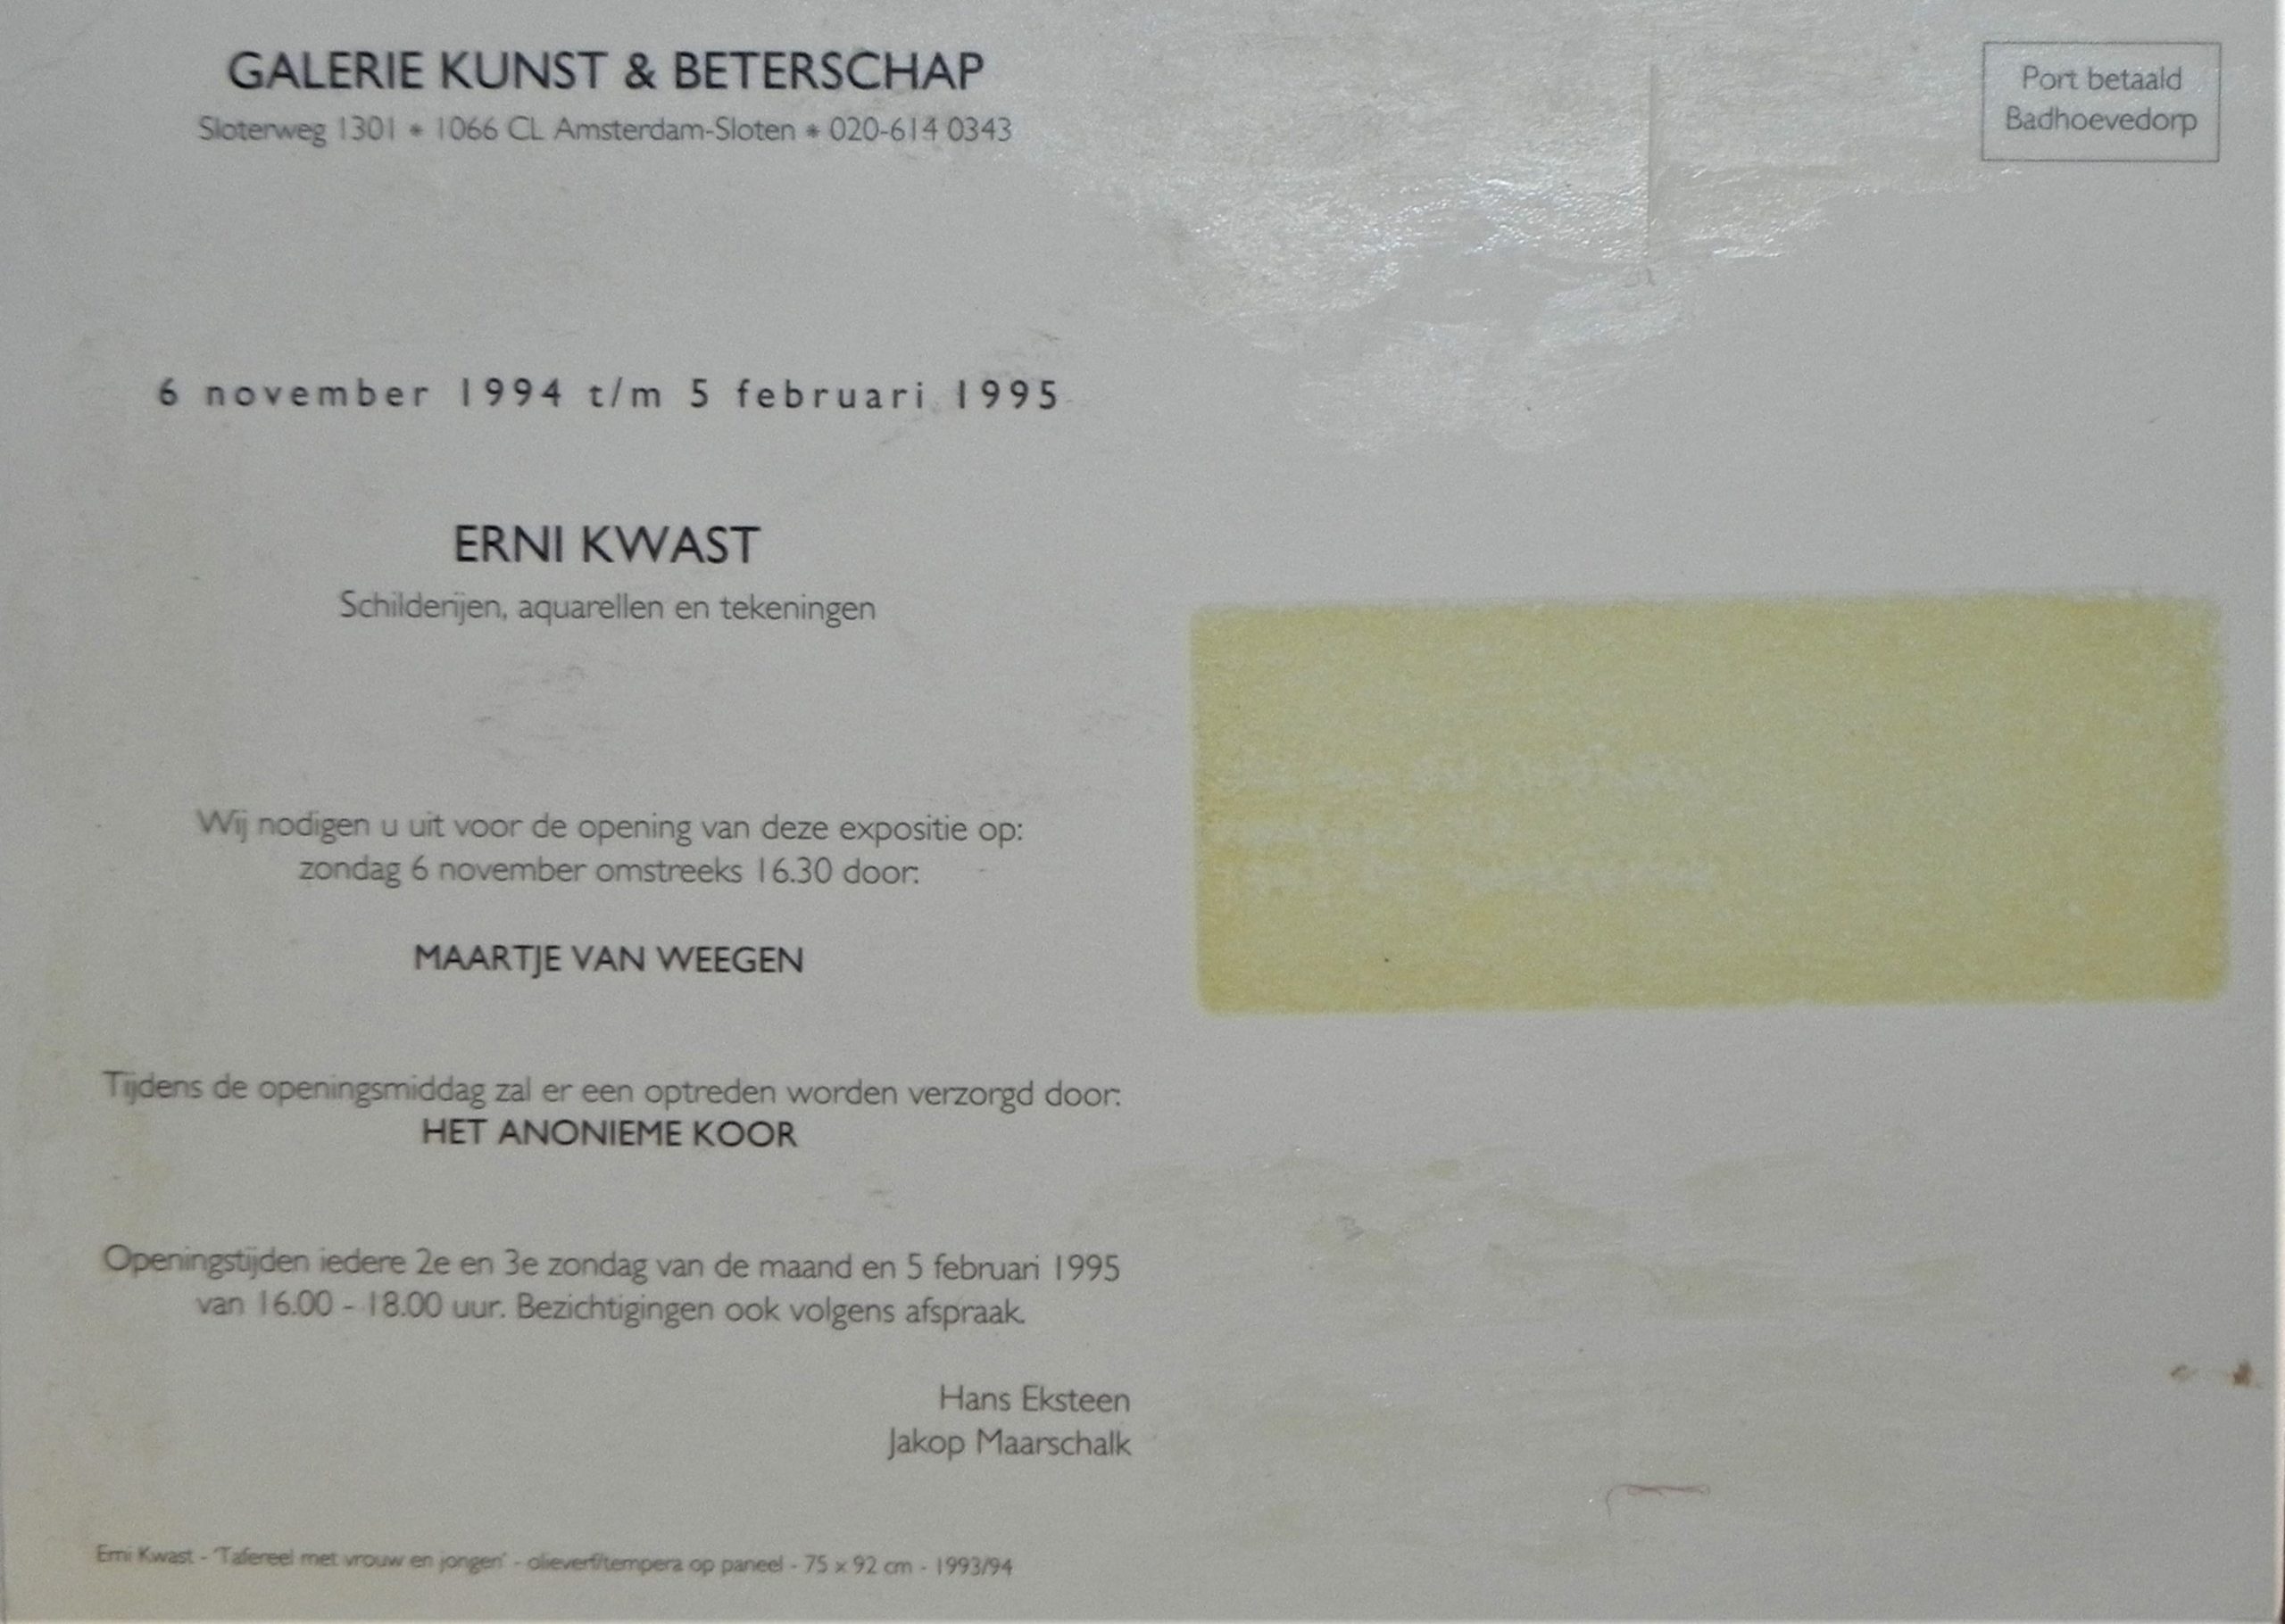 GALERIE KUNST & BETERSCHAP
Sloterweg 1301 * 1066 CL Amsterdam-Sloten * 020-614 0343
Port betaald
Badhoevedorp
6 november 1994 t/m 5 februari 1995
ERNI KWAST
Schilderijen, aquarellen en tekeningen
Wij nodigen u uit voor de opening van deze expositie op:
zondag 6 november omstreeks 16.30 door:
MAARTJE VAN WEEGEN
Tijdens de openingsmiddag zal er een optreden worden verzorgd door:
HET ANONIEME KOOR
Openingstijden iedere 2e en 3e zondag van de maand en 5 februari 1995
van 16.00 - 18.00 uur. Bezichtigingen ook volgens afspraak.
Hans Eksteen
Jakop Maarschalk
Erni Kwast - 'Tafereel met vrouw en jongen' - olieverf/tempera op paneel - 75 x 92 cm - 1993/94